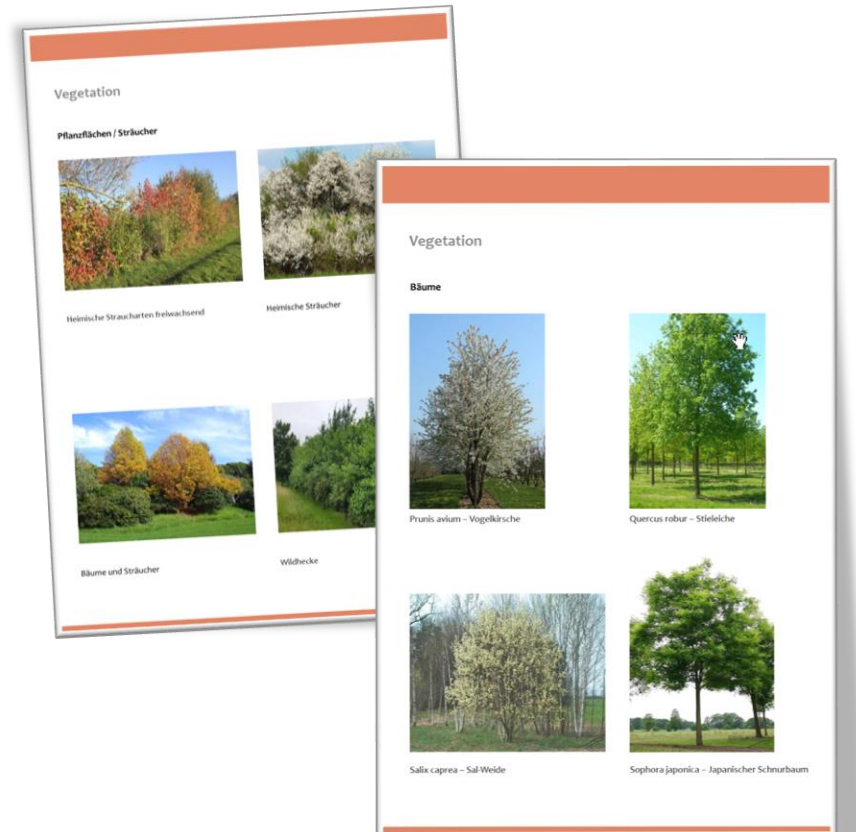 Vegetation
Pflanzflächen / Sträucher
Heimische Straucharten freiwachsend
Heimische Sträucher
Bäume und Sträucher
Wildhecke
Vegetation
Bäume
Prunis avium – Vogelkirsche
Quercus robur – Stieleiche
Salix caprea – Sal-Weide
Sophora japonica – Japanischer Schnurbaum